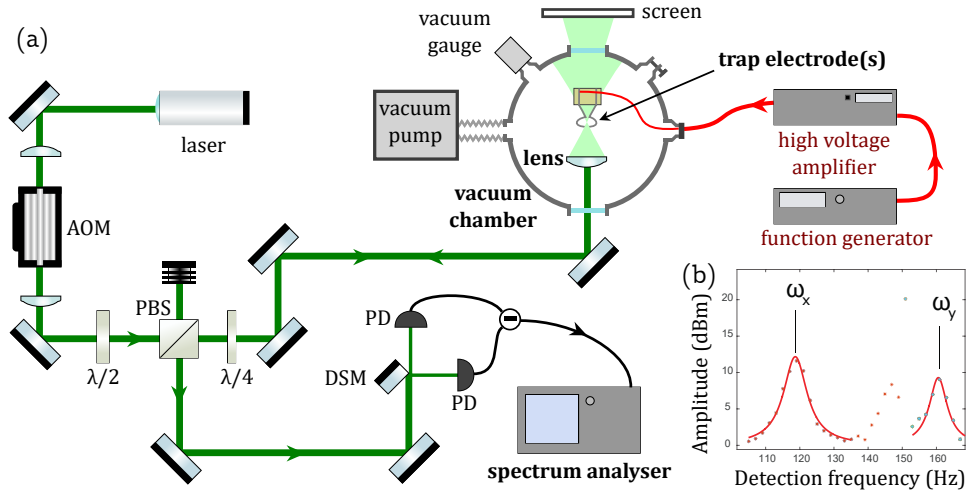 (a)
vacuum
gauge
screen
trap electrode(s)
laser
vacuum
pump
lens
high voltage
amplifier
AOM
vacuum
chamber
function generator
PBS
PD
λ/2
λ/4
DSM
PD
spectrum analyser
(b)
ωx
ωy
Amplitude (dBm)
20
15
10
5
0
110
120
130
140
150
160
Detection frequency (Hz)